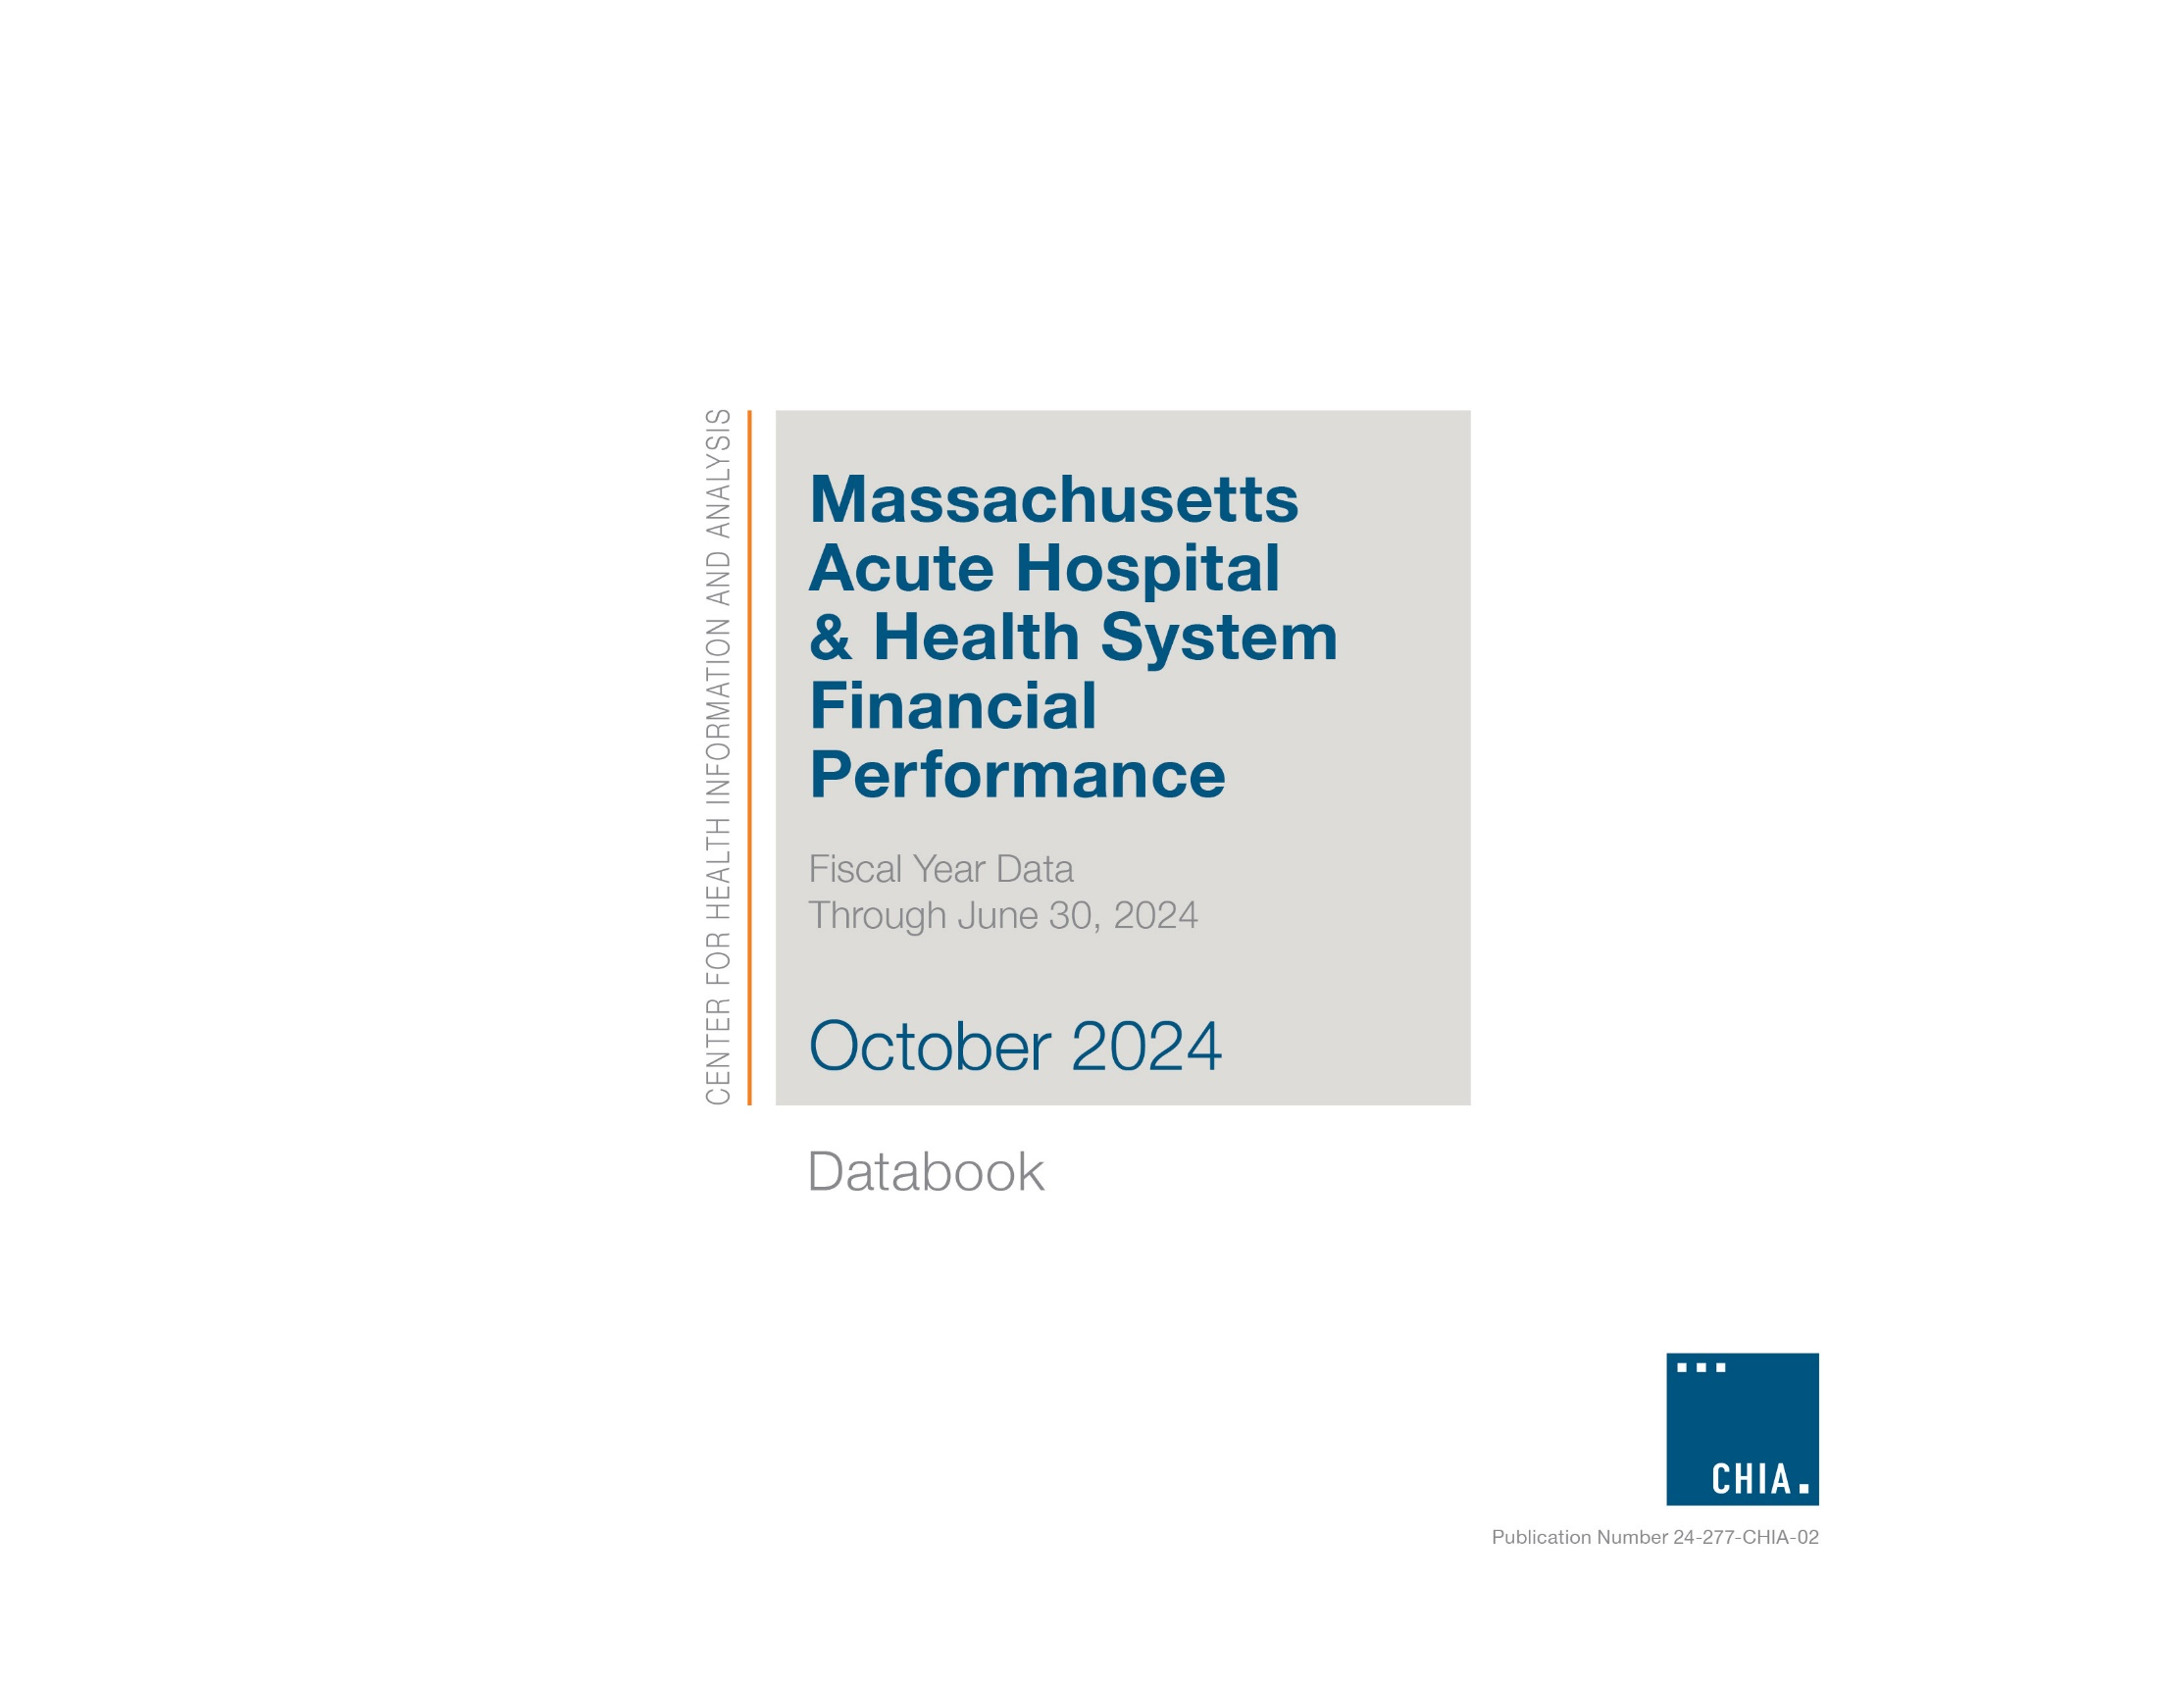 CENTER FOR HEALTH INFORMATION AND ANALYSIS
Massachusetts
Acute Hospital
& Health System
Financial
Performance
Fiscal Year Data
Through June 30, 2024
October 2024
Databook
CHIA.
Publication Number 24-277-CHIA-02